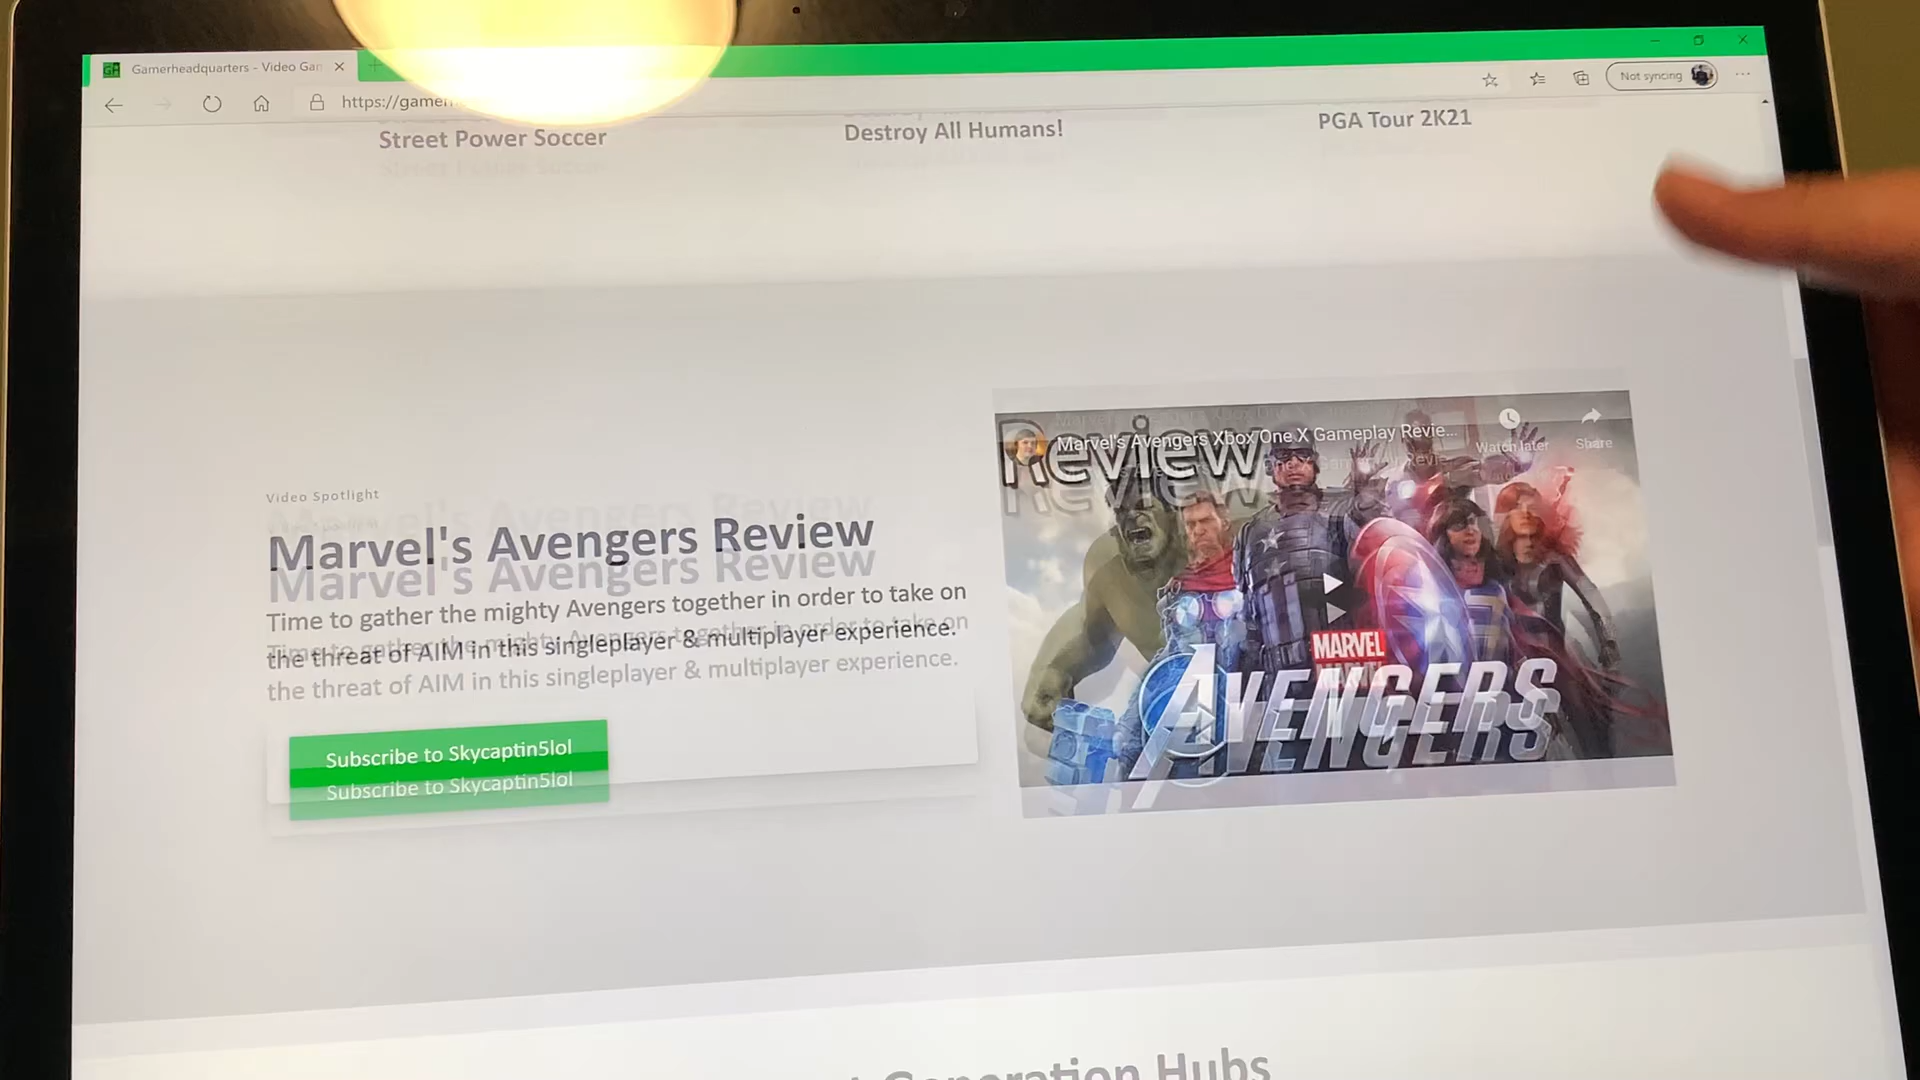 Gamerheadquarters - Video Gam
Not syncing
https://gamer
Street Power Soccer
Destroy All Humans!
PGA Tour 2K21
Review
Marvel's Avengers Xbox One X Gameplay Revie...
Watch later
Share
Video Spotlight
Marvel's Avengers Review
Time to gather the mighty Avengers together in order to take on
the threat of AIM in this singleplayer & multiplayer experience.
Subscribe to Skycaptin5lol
MARVEL
AVENGERS
Generation Hubs